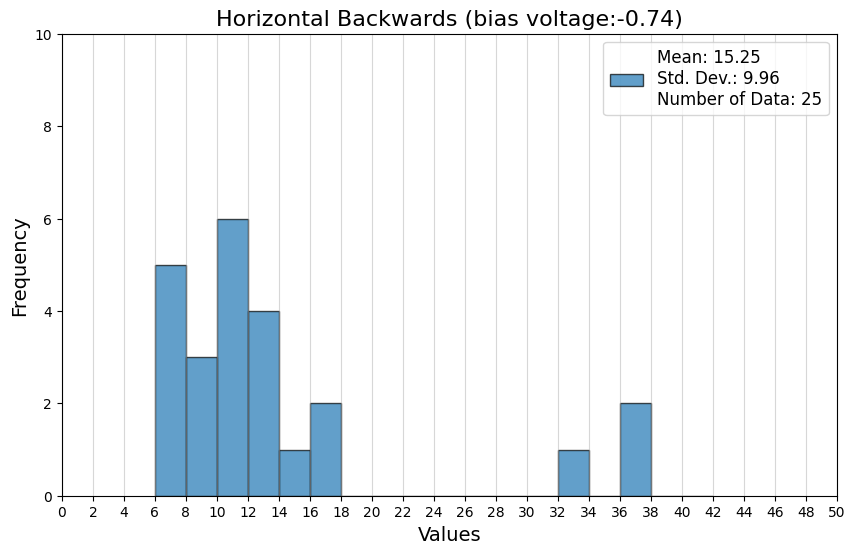 Horizontal Backwards (bias voltage:-0.74)
10
8
6
4
2
0
Frequency
Mean: 15.25
Std. Dev.: 9.96
Number of Data: 25
0 2 4 6 8 10 12 14 16 18 20 22 24 26 28 30 32 34 36 38 40 42 44 46 48 50
Values